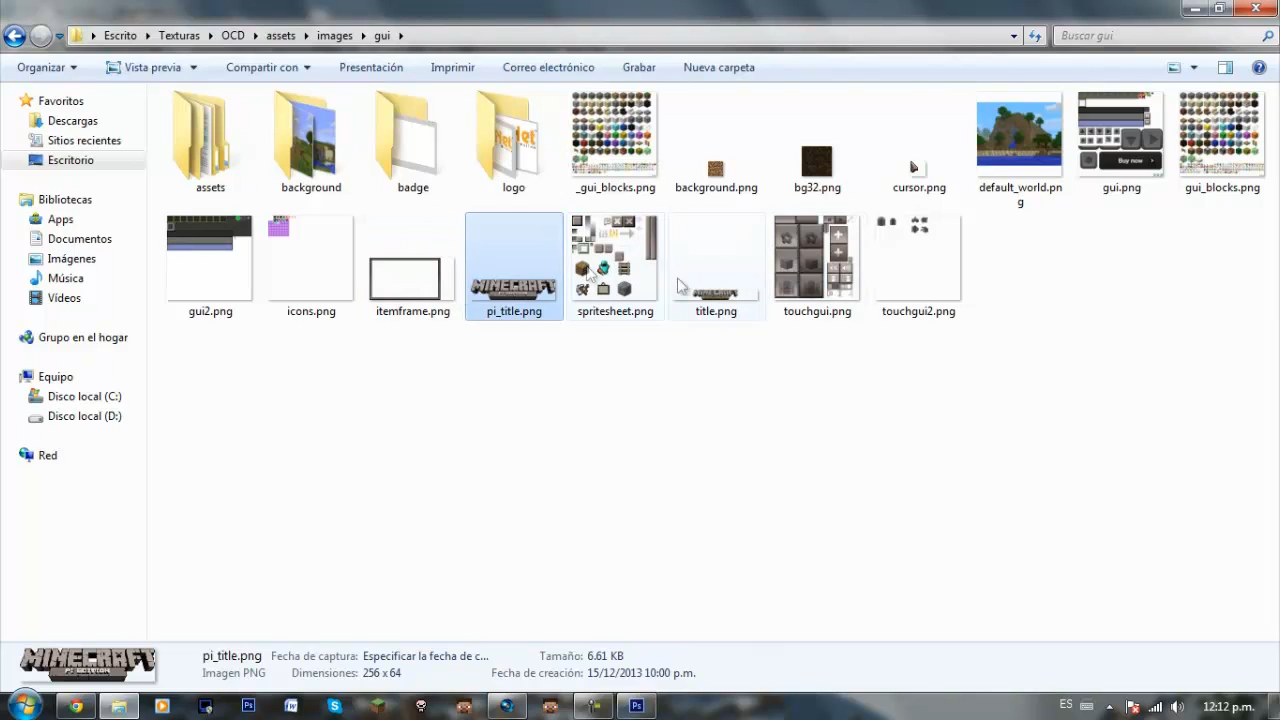 Escrito Texturas OCD assets images gui
Buscar gui
Organizar Vista previa Compartir con Presentación Imprimir Correo electrónico Grabar Nueva carpeta
Favoritos
Descargas
Sitios recientes
Escritorio
Bibliotecas
Apps
Documentos
Imágenes
Música
Vídeos
Grupo en el hogar
Equipo
Disco local (C:)
Disco local (D:)
Red
Buy now
assets background badge logo _gui_blocks.png background.png bg32.png cursor.png default_world.pn gui.png gui_blocks.png
g
MINECRAFT
MINECRAFT
gui2.png icons.png itemframe.png pi_title.png spritesheet.png title.png touchgui.png touchgui2.png
MINECRAFT
PI EDITION
pi_title.png Fecha de captura: Especificar la fecha de c... Tamaño: 6.61 KB
Imagen PNG Dimensiones: 256 x 64 Fecha de creación: 15/12/2013 10:00 p.m.
ES 12:12 p.m.